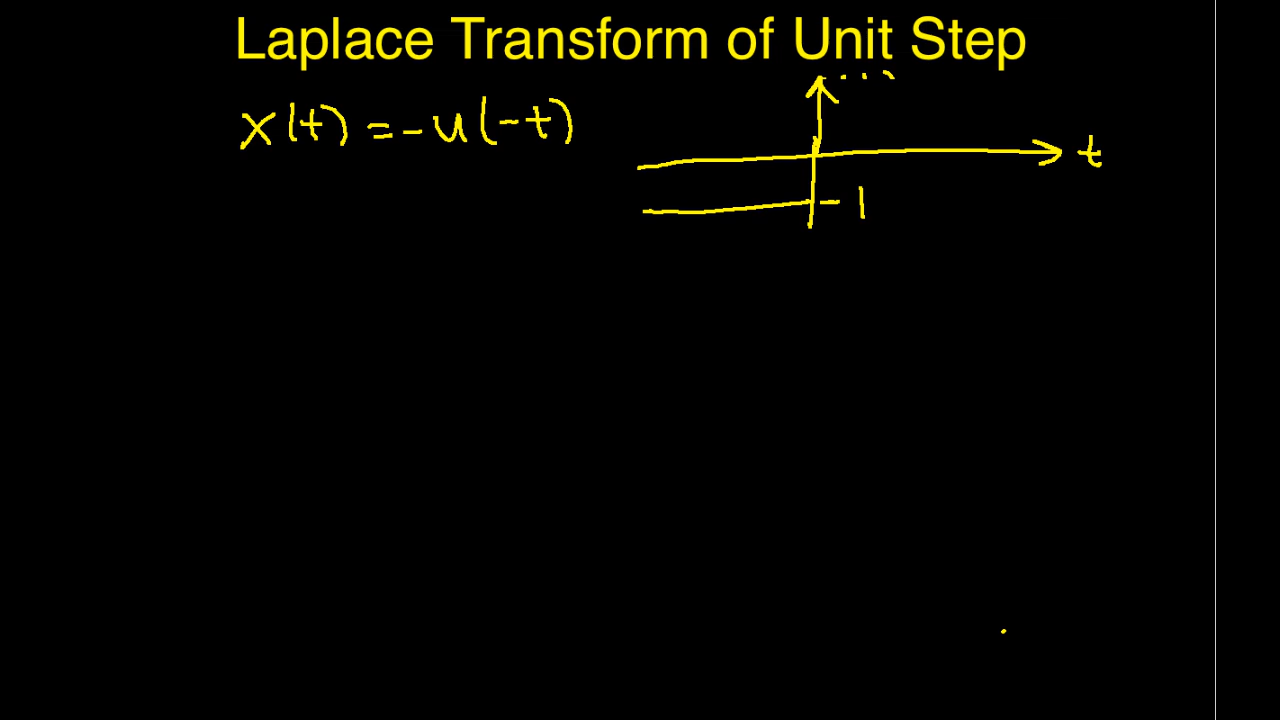 Laplace Transform of Unit Step
x(t) = -u(-t)
t
-1